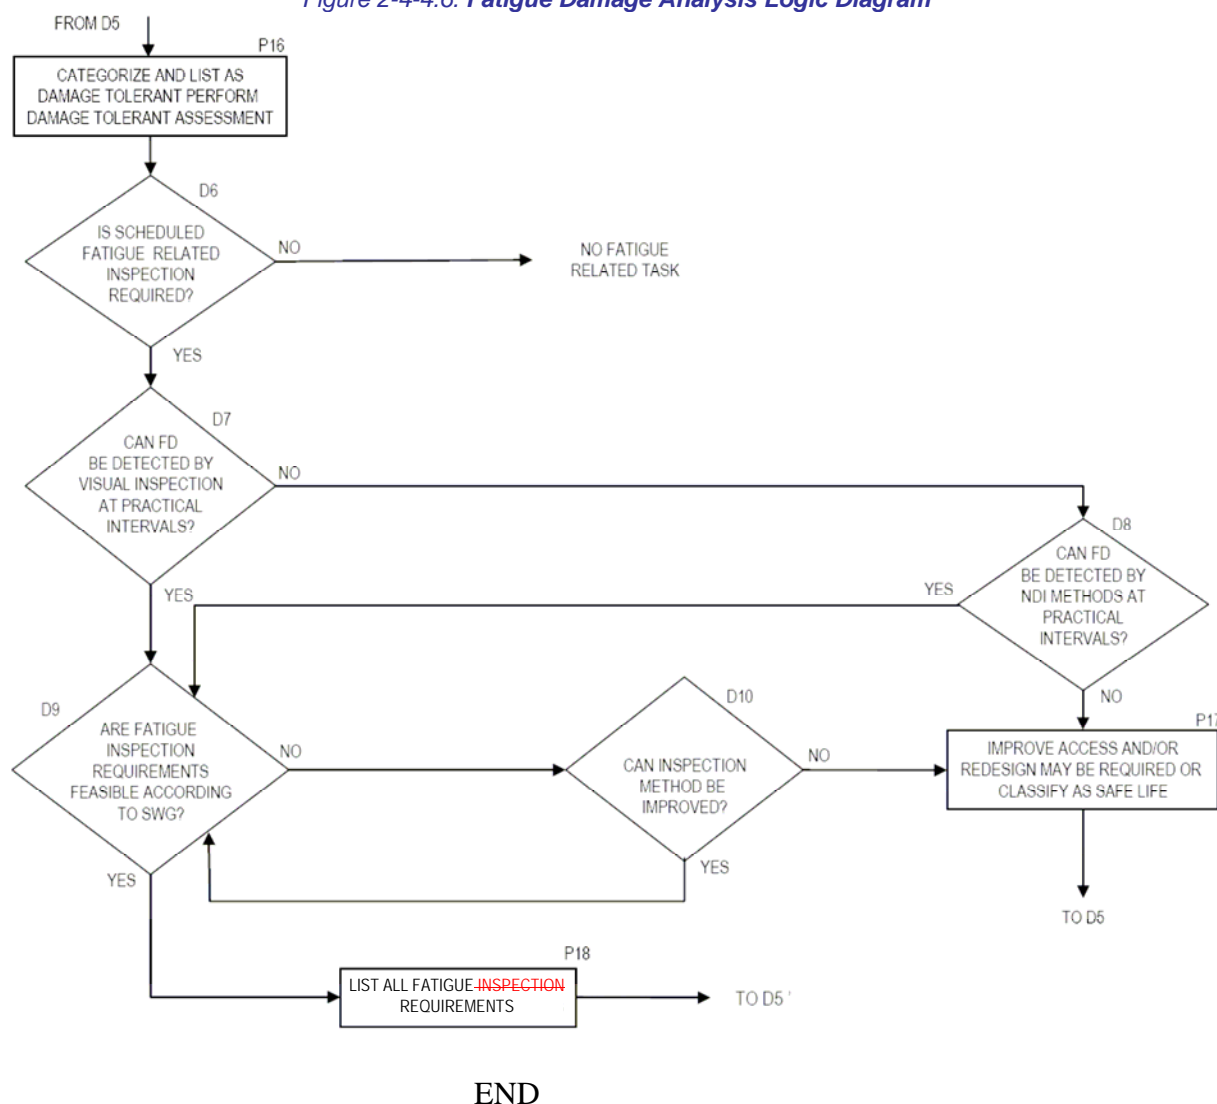 Figure 2-4-4.6. Fatigue Damage Analysis Logic Diagram
FROM D5
P16
CATEGORIZE AND LIST AS
DAMAGE TOLERANT PERFORM
DAMAGE TOLERANT ASSESSMENT
D6
IS SCHEDULED
FATIGUE RELATED
INSPECTION
REQUIRED?
NO
NO FATIGUE
RELATED TASK
YES
D7
CAN FD
BE DETECTED BY
VISUAL INSPECTION
AT PRACTICAL
INTERVALS?
NO
D8
CAN FD
BE DETECTED BY
NDI METHODS AT
PRACTICAL
INTERVALS?
YES
YES
NO
D9
ARE FATIGUE
INSPECTION
REQUIREMENTS
FEASIBLE ACCORDING
TO SWG?
NO
D10
CAN INSPECTION
METHOD BE
IMPROVED?
NO
P17
IMPROVE ACCESS AND/OR
REDESIGN MAY BE REQUIRED OR
CLASSIFY AS SAFE LIFE
YES
YES
TO D5
P18
LIST ALL FATIGUE INSPECTION
REQUIREMENTS
TO D5 '
END